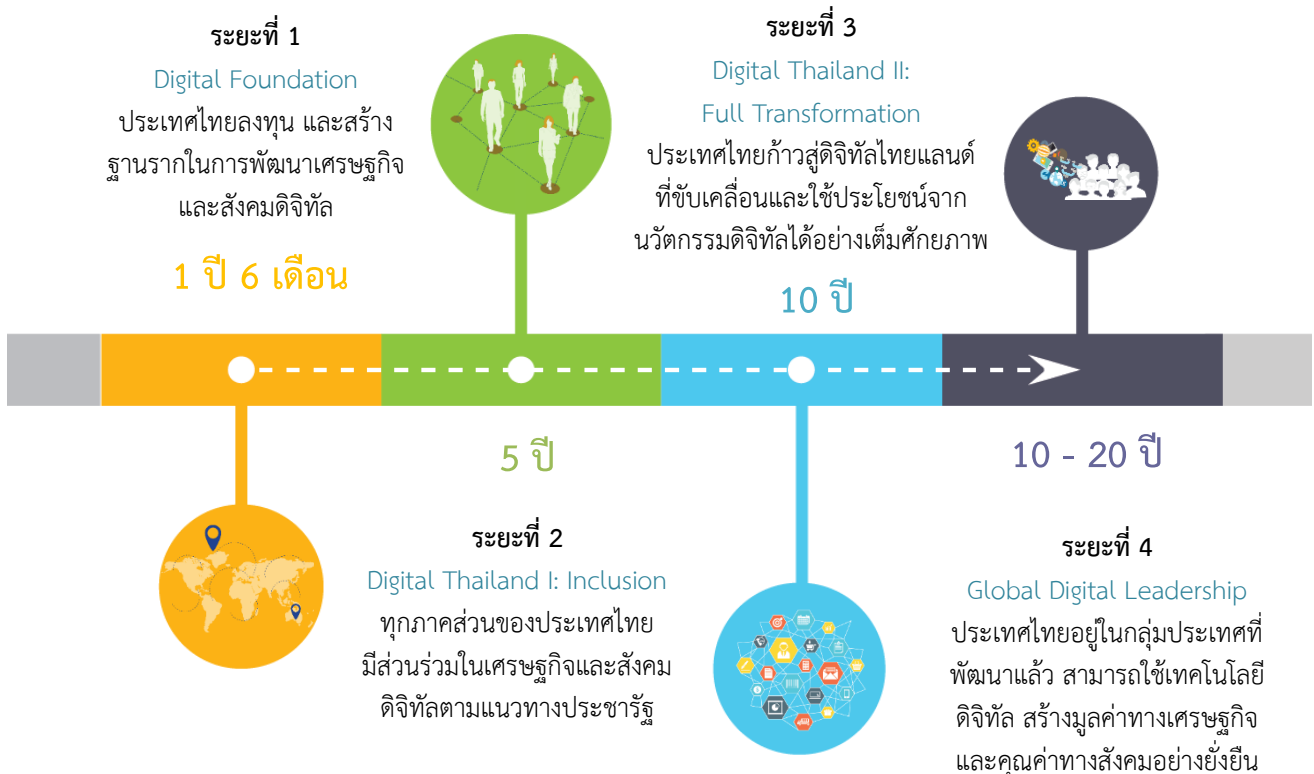 ระยะที่ 1
Digital Foundation
ประเทศไทยลงทุน และสร้าง
ฐานรากในการพัฒนาเศรษฐกิจ
และสังคมดิจิทัล
1 ปี 6 เดือน
5 ปี
ระยะที่ 2
Digital Thailand I: Inclusion
ทุกภาคส่วนของประเทศไทย
มีส่วนร่วมในเศรษฐกิจและสังคม
ดิจิทัลตามแนวทางประชารัฐ
ระยะที่ 3
Digital Thailand II:
Full Transformation
ประเทศไทยก้าวสู่ดิจิทัลไทยแลนด์
ที่ขับเคลื่อนและใช้ประโยชน์จาก
นวัตกรรมดิจิทัลได้อย่างเต็มศักยภาพ
10 ปี
10 - 20 ปี
ระยะที่ 4
Global Digital Leadership
ประเทศไทยอยู่ในกลุ่มประเทศที่
พัฒนาแล้ว สามารถใช้เทคโนโลยี
ดิจิทัล สร้างมูลค่าทางเศรษฐกิจ
และคุณค่าทางสังคมอย่างยั่งยืน